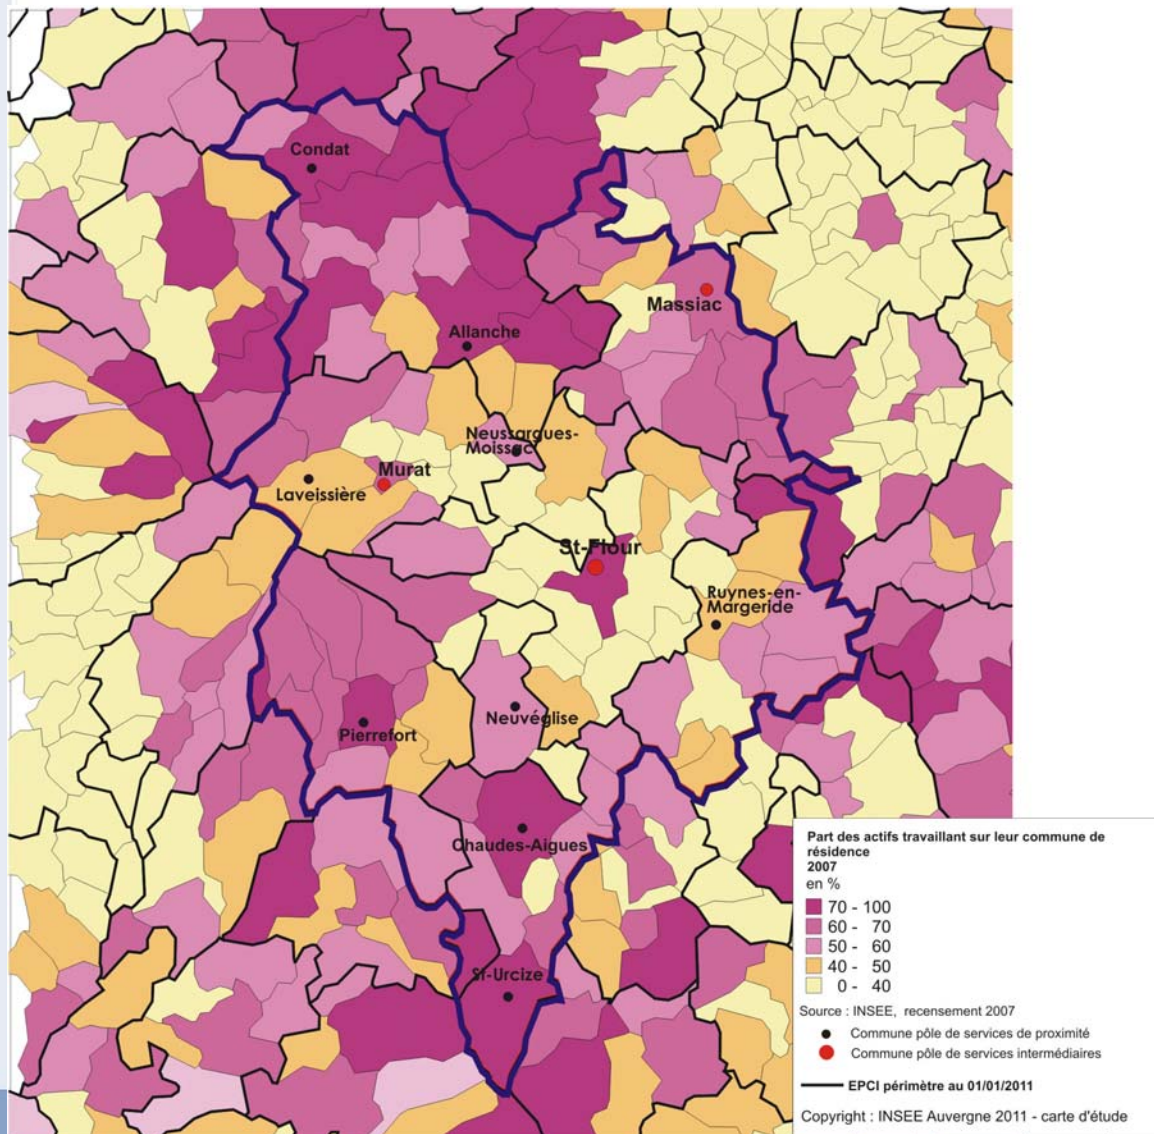 Condat
Massiac
Allanche
Neussargues-
Moissac
Murat
Laveissière
St-Flour
Ruynes-en-
Margeride
Neuvéglise
Pierrefort
Chaudes-Aigues
St-Urcize
Part des actifs travaillant sur leur commune de
résidence
2007
en %
70 - 100
60 - 70
50 - 60
40 - 50
0 - 40
Source : INSEE, recensement 2007
Commune pôle de services de proximité
Commune pôle de services intermédiaires
EPCI périmètre au 01/01/2011
Copyright : INSEE Auvergne 2011 - carte d'étude